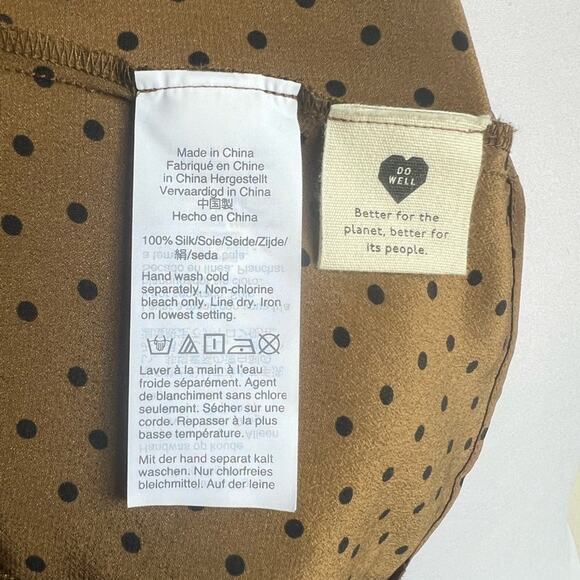 Made in China
Fabriqué en Chine
in China Hergestellt
Vervaardigd in China
中国製
Hecho en China
100% Silk/Soie/Seide/Zijde/
絹/seda
Hand wash cold
separately. Non-chlorine
bleach only. Line dry. Iron
on lowest setting.
Laver à la main à l'eau
froide séparément. Agent
de blanchiment sans chlore
seulement. Sécher sur une
corde. Repasser à la plus
basse température.
Mit der hand separat kalt
waschen. Nur chlorfreies
bleichmittel. Auf der leine
DO
WELL
Better for the
planet, better for
its people.